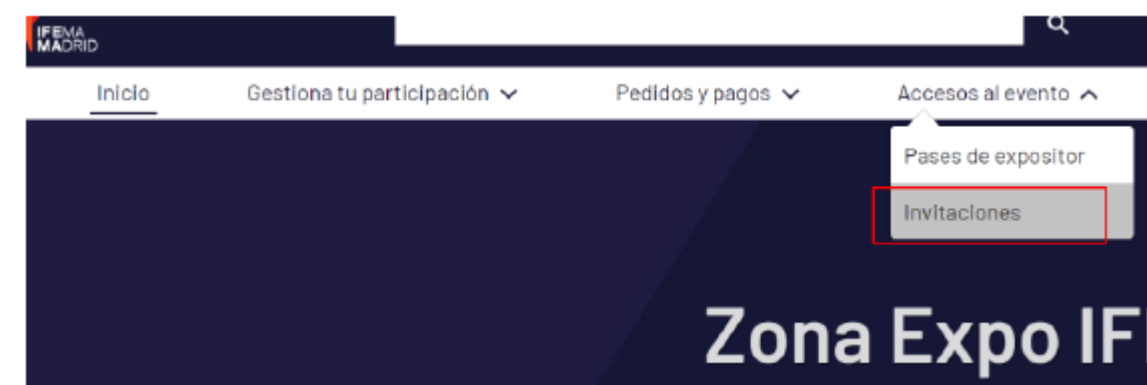 IFEMA
MADRID
Inicio Gestiona tu participación Pedidos y pagos Accesos al evento
Pases de expositor
Invitaciones
Zona Expo IF